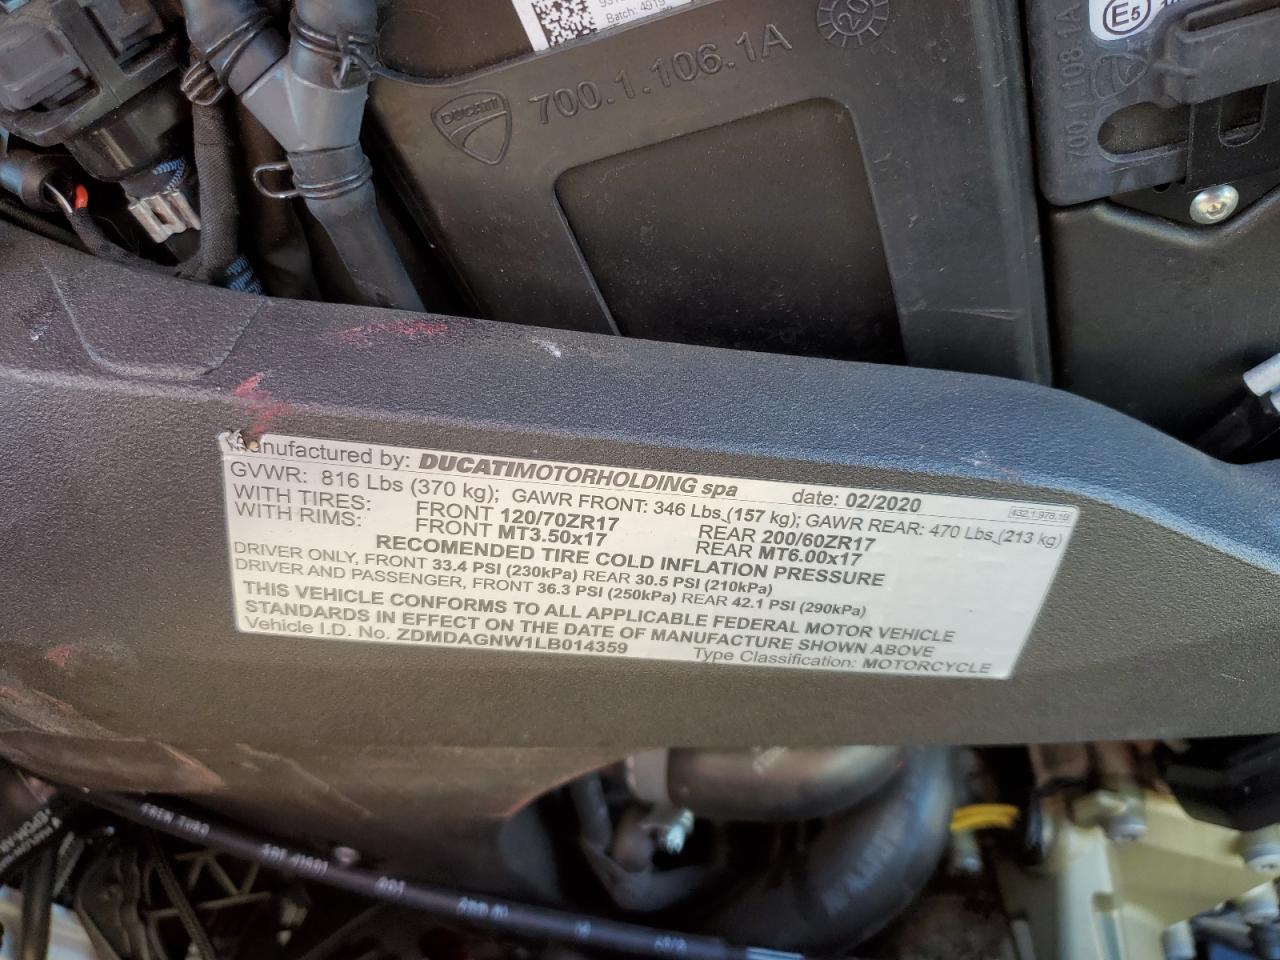 Batch: 4919
DUCATI
700.1.106.1A
20
E5
700.1.108.1A
Manufactured by: DUCATIMOTORHOLDING spa date: 02/2020
GVWR: 816 Lbs (370 kg); GAWR FRONT: 346 Lbs (157 kg); GAWR REAR: 470 Lbs (213 kg)
432.1.978.1B
WITH TIRES: FRONT 120/70ZR17 REAR 200/60ZR17
WITH RIMS: FRONT MT3.50x17 REAR MT6.00x17
RECOMENDED TIRE COLD INFLATION PRESSURE
DRIVER ONLY, FRONT 33.4 PSI (230kPa) REAR 30.5 PSI (210kPa)
DRIVER AND PASSENGER, FRONT 36.3 PSI (250kPa) REAR 42.1 PSI (290kPa)
THIS VEHICLE CONFORMS TO ALL APPLICABLE FEDERAL MOTOR VEHICLE
STANDARDS IN EFFECT ON THE DATE OF MANUFACTURE SHOWN ABOVE
Vehicle I.D. No. ZDMDAGNW1LB014359 Type Classification: MOTORCYCLE